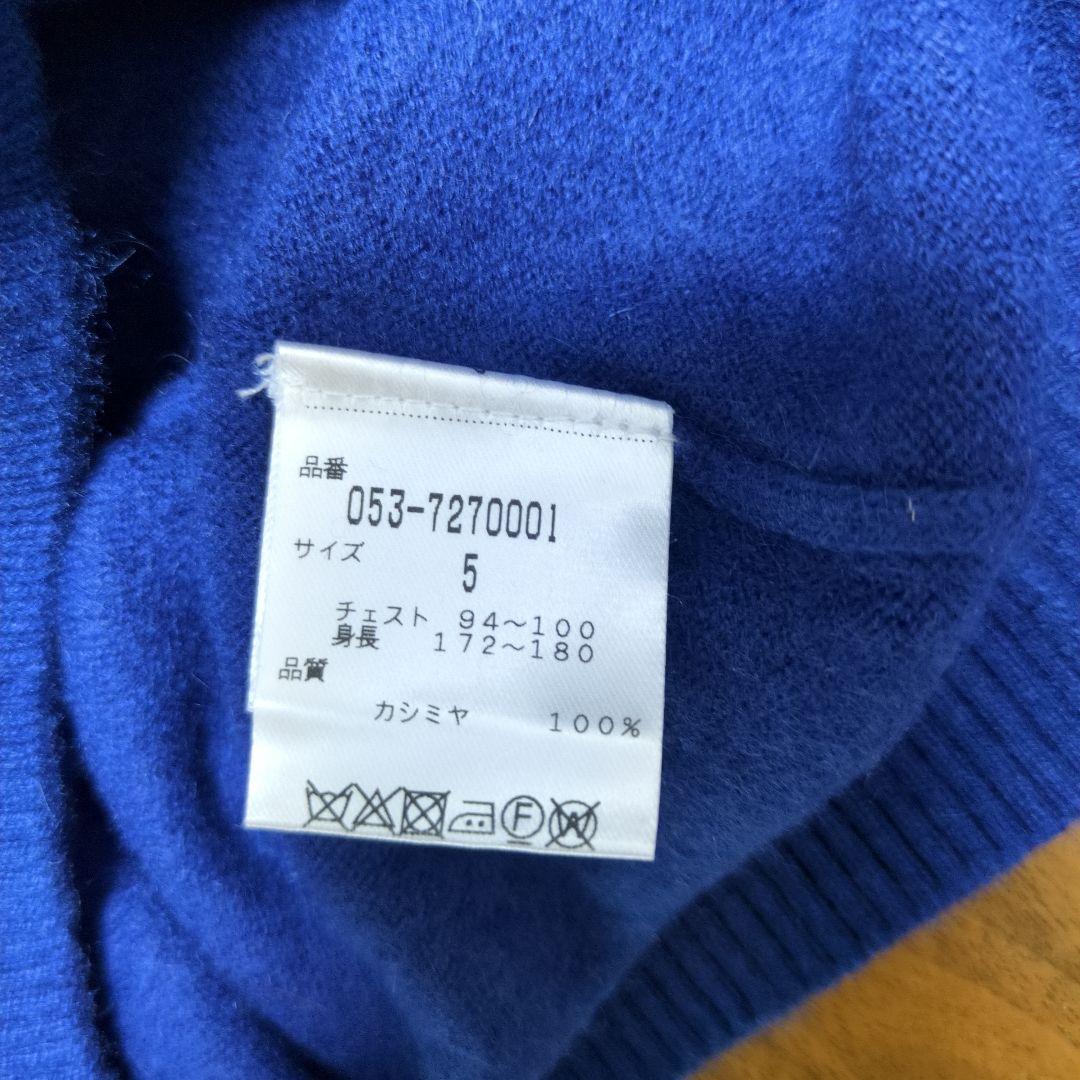 品番
053-7270001
サイズ
5
チェスト 94~100
身長 172~180
品質
カシミヤ 100%
F W